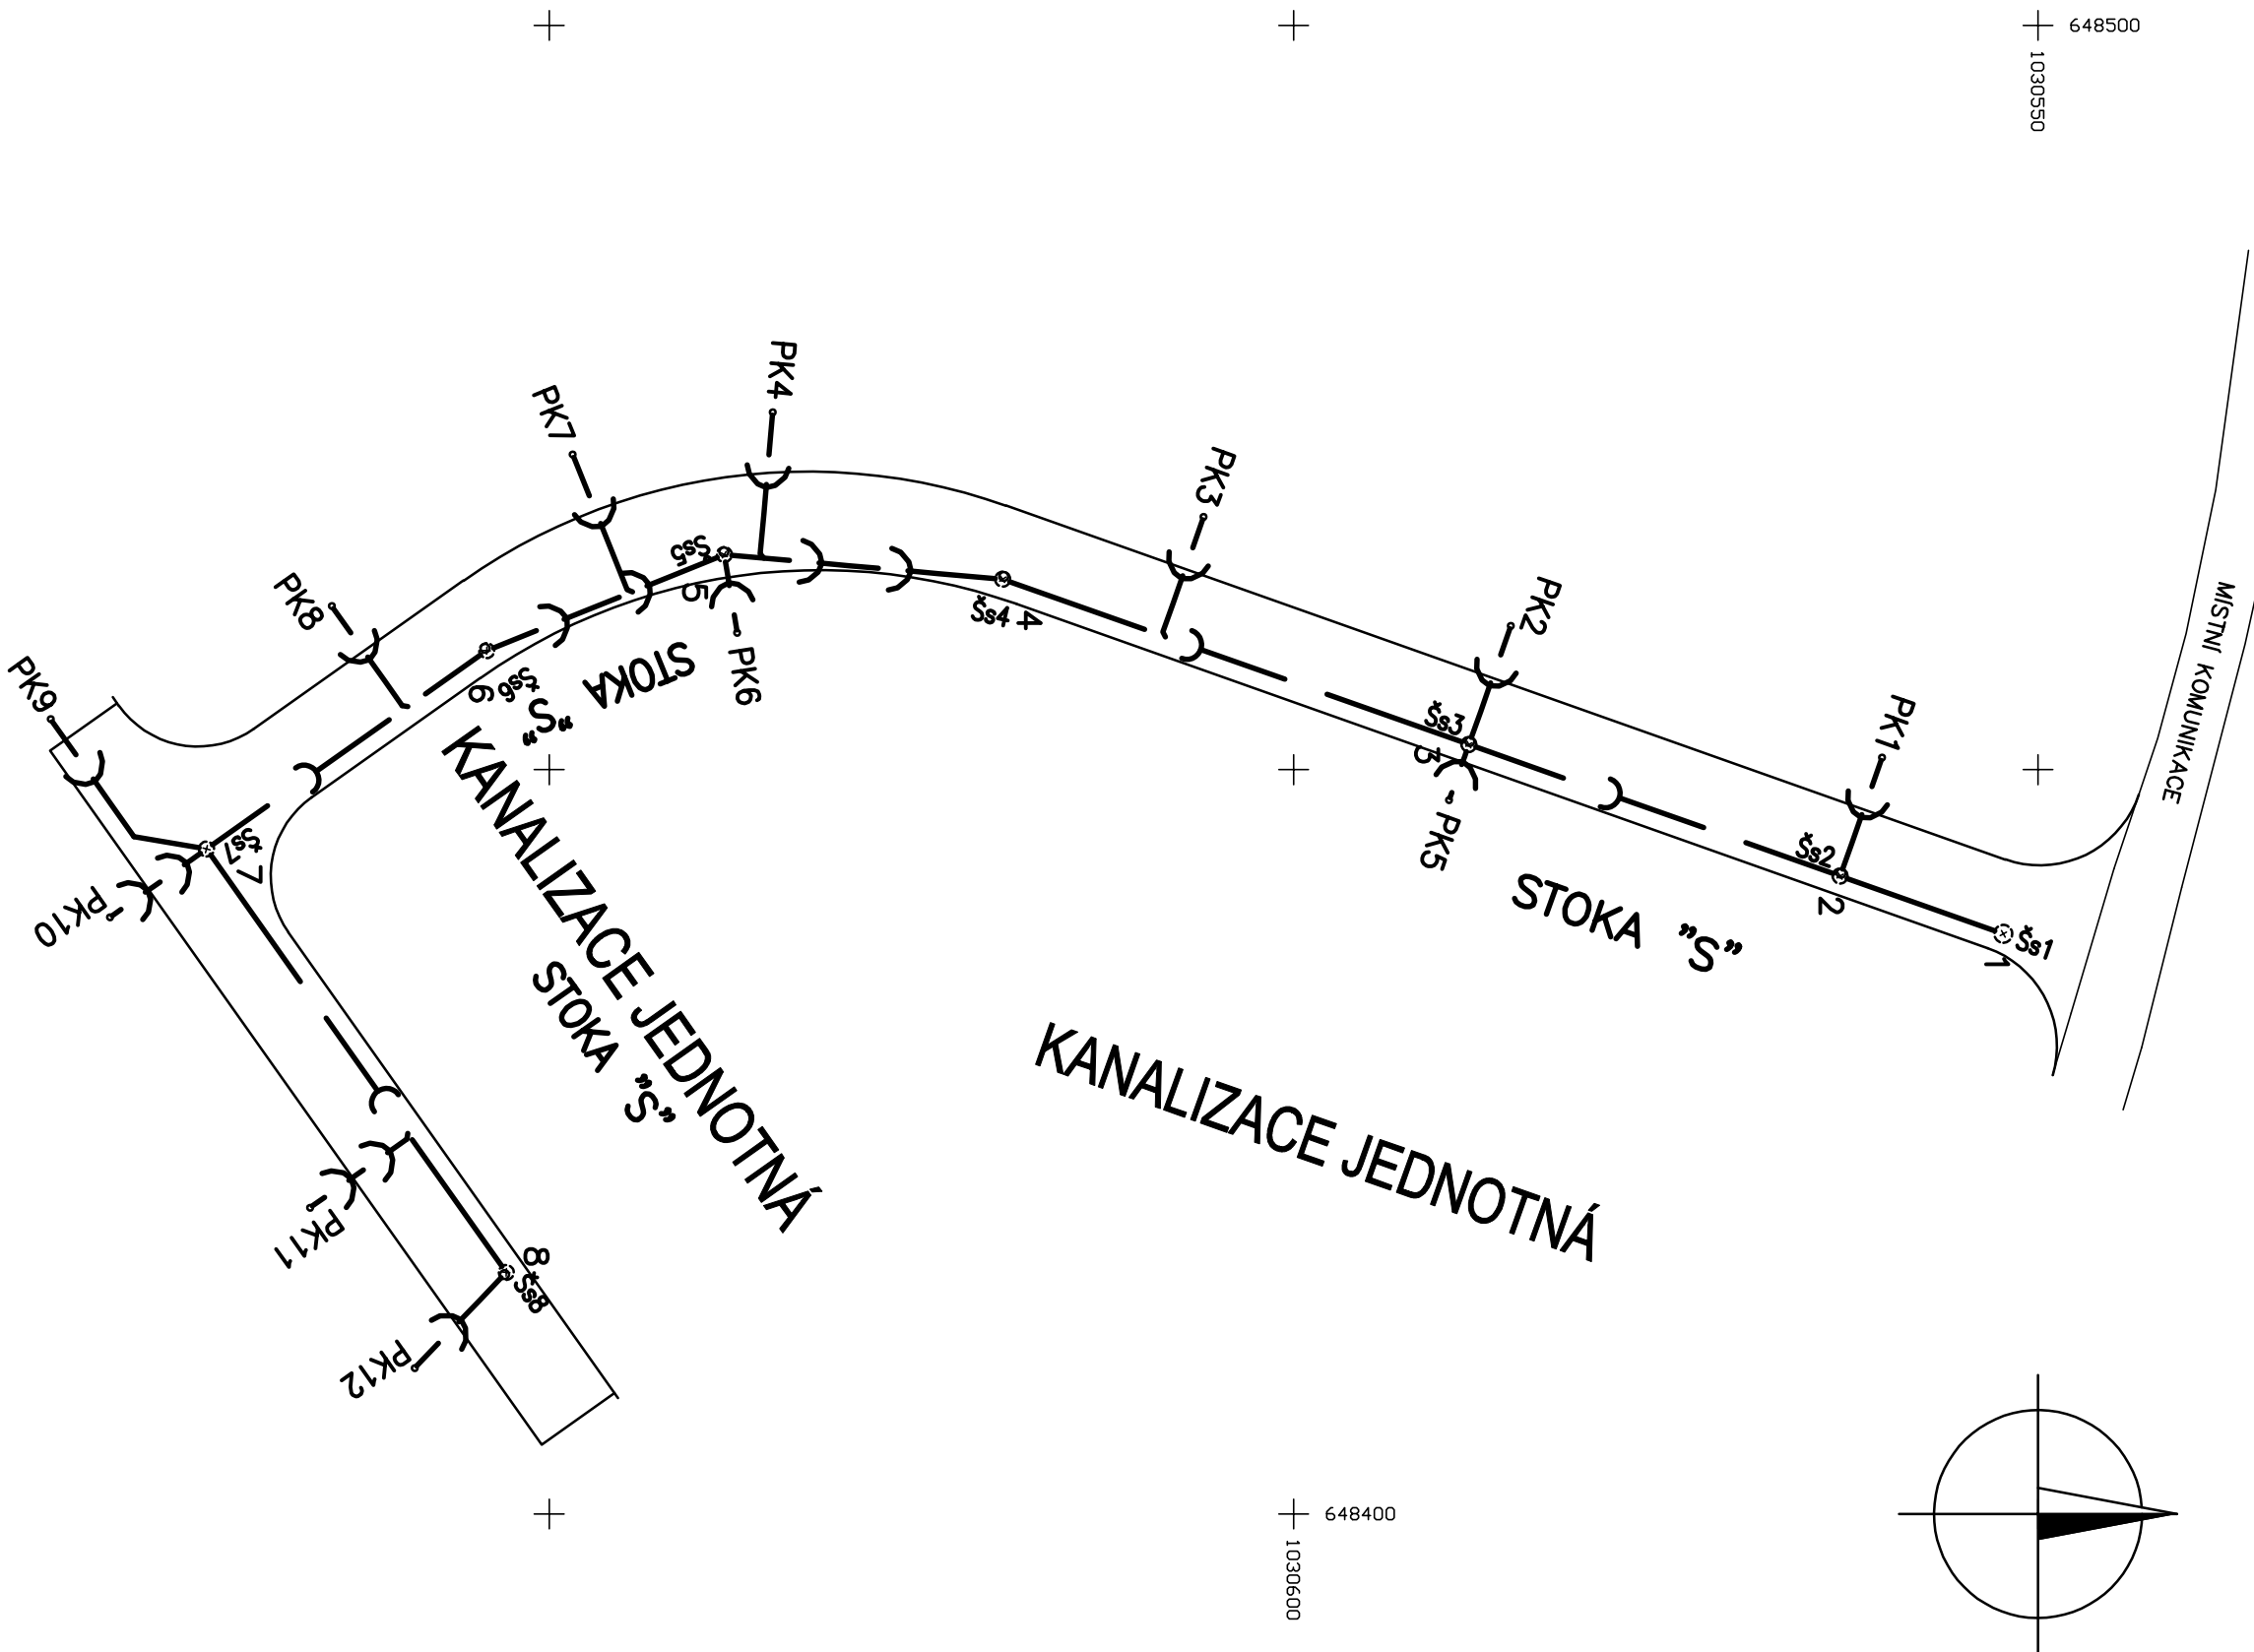 648500
1030550
MÍSTNÍ KOMUNIKACE
PK4
PK7
PK3
PK2
PK8
PK9
PK1
Šs5
5
Šs4
4
PK6
Šs6
6
STOKA
"S"
Šs3
3
PK5
Šs2
2
STOKA "S"
Šs1
1
Šs7
7
PK10
KANALIZACE JEDNOTNÁ
STOKA "S"
KANALIZACE JEDNOTNÁ
PK11
8
Šs8
PK12
648400
1030600